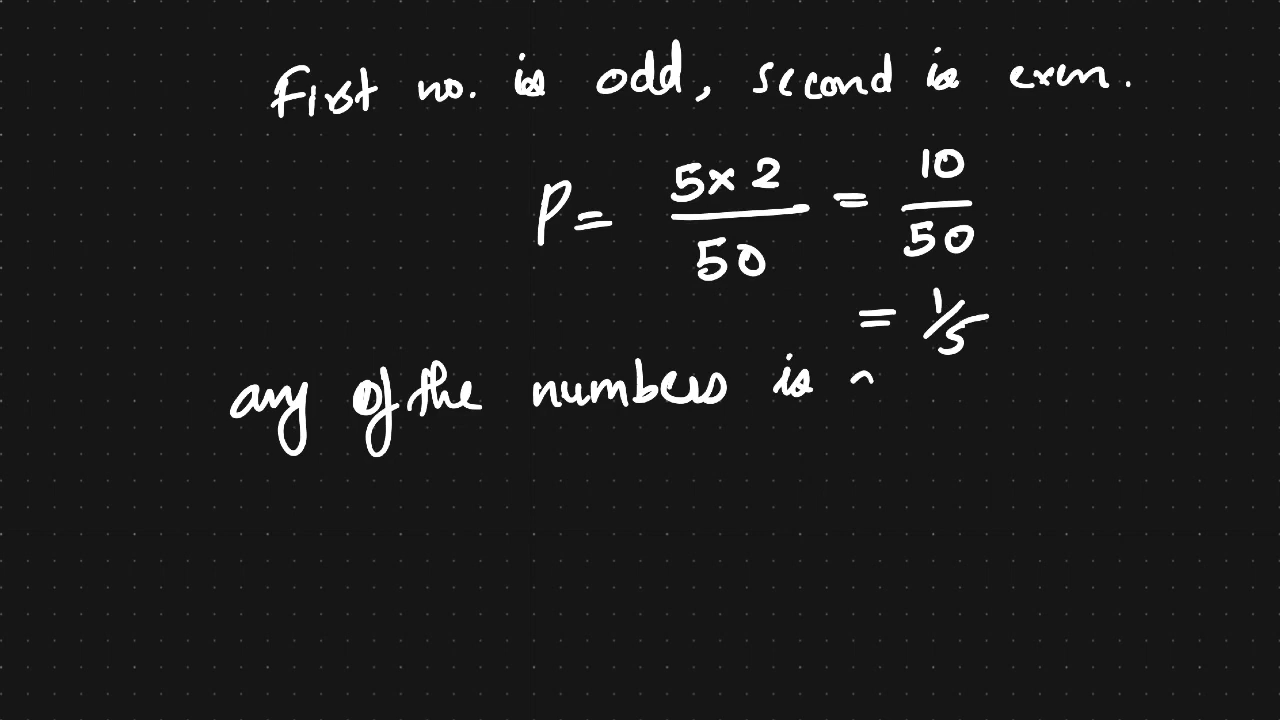 First no. is odd, second is even.
P = 5 x 2 / 50 = 10 / 50
= 1/5
any of the numbers is